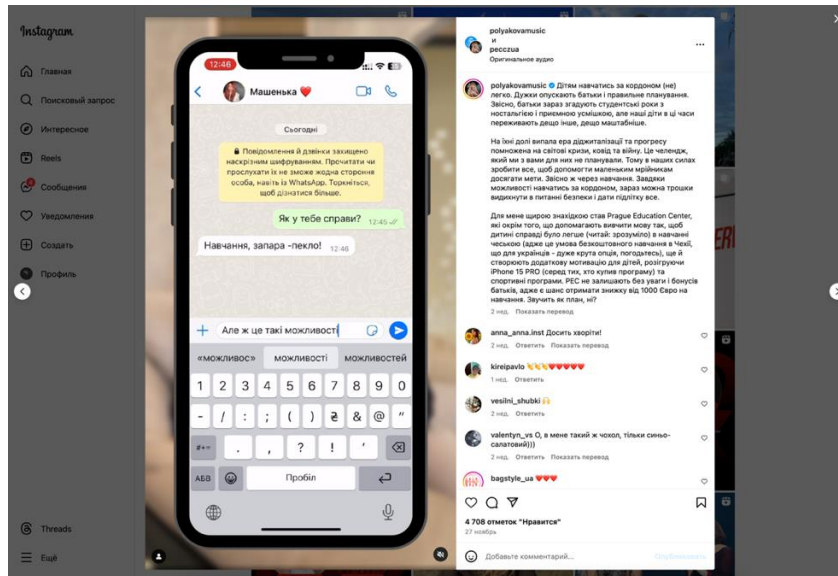 Instagram
Главная
Поисковый запрос
Интересное
Reels
Сообщения
Уведомления
Создать
Профиль
Threads
Ещё
12:46
Машенька
Сьогодні
Повідомлення й дзвінки захищено
наскрізним шифруванням. Прочитати чи
прослухати їх не зможе жодна стороння
особа, навіть із WhatsApp. Торкніться,
щоб дізнатися більше.
Як у тебе справи? 12:45
Навчання, запара -пекло! 12:46
Але ж це такі можливості
«можливос» можливості можливостей
1 2 3 4 5 6 7 8 9 0
- / : ; ( ) ₴ & @ "
#+= . , ? ! ʼ
АБВ Пробіл
polyakovamusic
и
pecczua
Оригинальное аудио
polyakovamusic Дітям навчатись за кордоном (не)
легко. Дужки опускають батьки і правильне планування.
Звісно, батьки зараз згадують студентські роки з
ностальгією і приємною усмішкою, але наші діти в ці часи
переживають дещо інше, дещо маштабніше.
На їхні долі випала ера діджиталізації та прогресу
помножена на світові кризи, ковід та війну. Це челендж,
який ми з вами для них не планували. Тому в наших силах
зробити все, щоб допомогти маленьким мрійникам
досягати мети. Звісно ж через навчання. Завдяки
можливості навчатись за кордоном, зараз можна трошки
видихнути в питанні безпеки і дати підлітку все.
Для мене щирою знахідкою став Prague Education Center,
які окрім того, що допомагають вивчити мову так, щоб
дитині справді було легше (читай: зрозуміло) в навчанні
чеською (адже це умова безкоштовного навчання в Чехії,
що для українців - дуже крута опція, погодьтесь), ще й
створюють додаткову мотивацію для дітей, розігруючи
iPhone 15 PRO (серед тих, хто купив програму) та
спортивні програми. PEC не залишають без уваги і бонусів
батьків, адже є шанс отримати знижку від 1000 Євро на
навчання. Звучить як план, ні?
2 нед. Показать перевод
anna_anna.inst Досить хворіти!
2 нед. Ответить Показать перевод
kireipavlo
1 нед. Ответить
vesilni_shubki
2 нед. Ответить
valentyn_vs О, в мене такий ж чохол, тільки синьо-
салатовий)))
2 нед. Ответить Показать перевод
bagstyle_ua
4 708 отметок "Нравится"
27 ноябрь
Добавьте комментарий...
Опубликовать